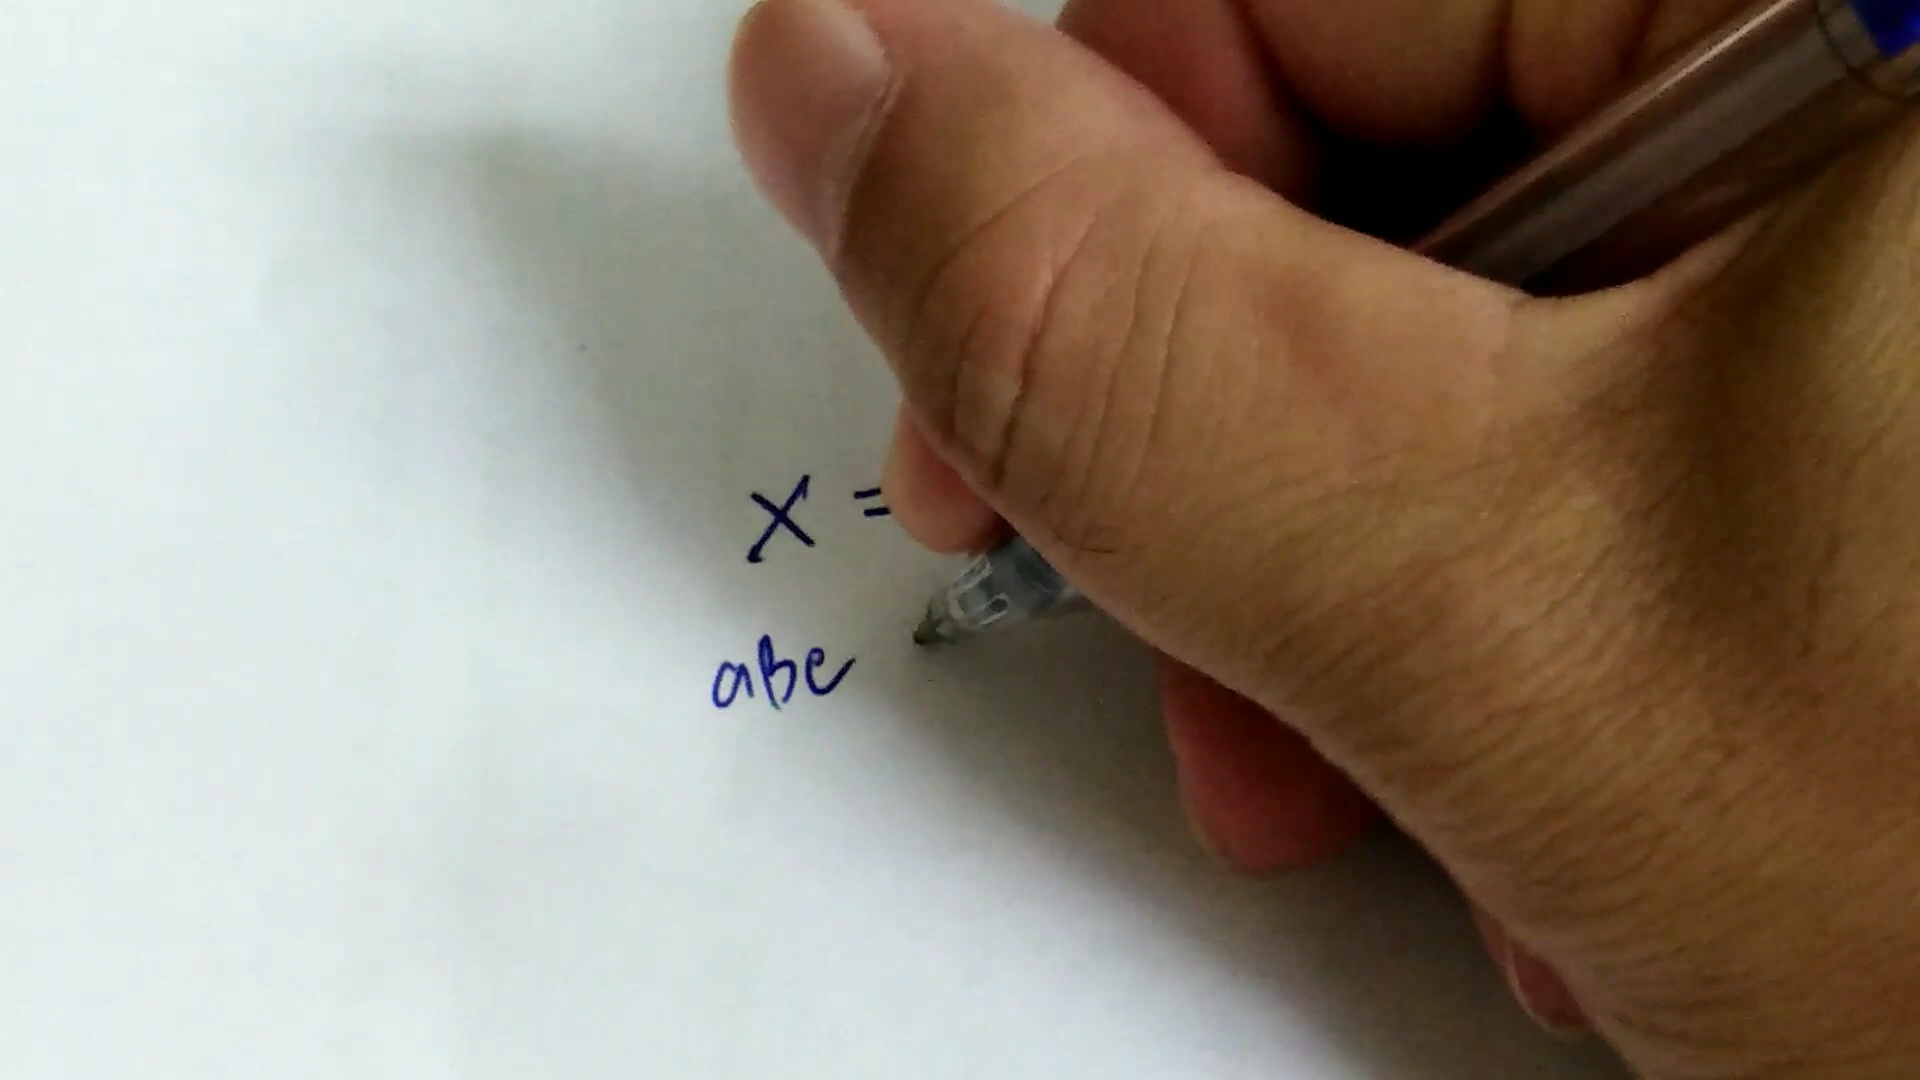 x =
aBc